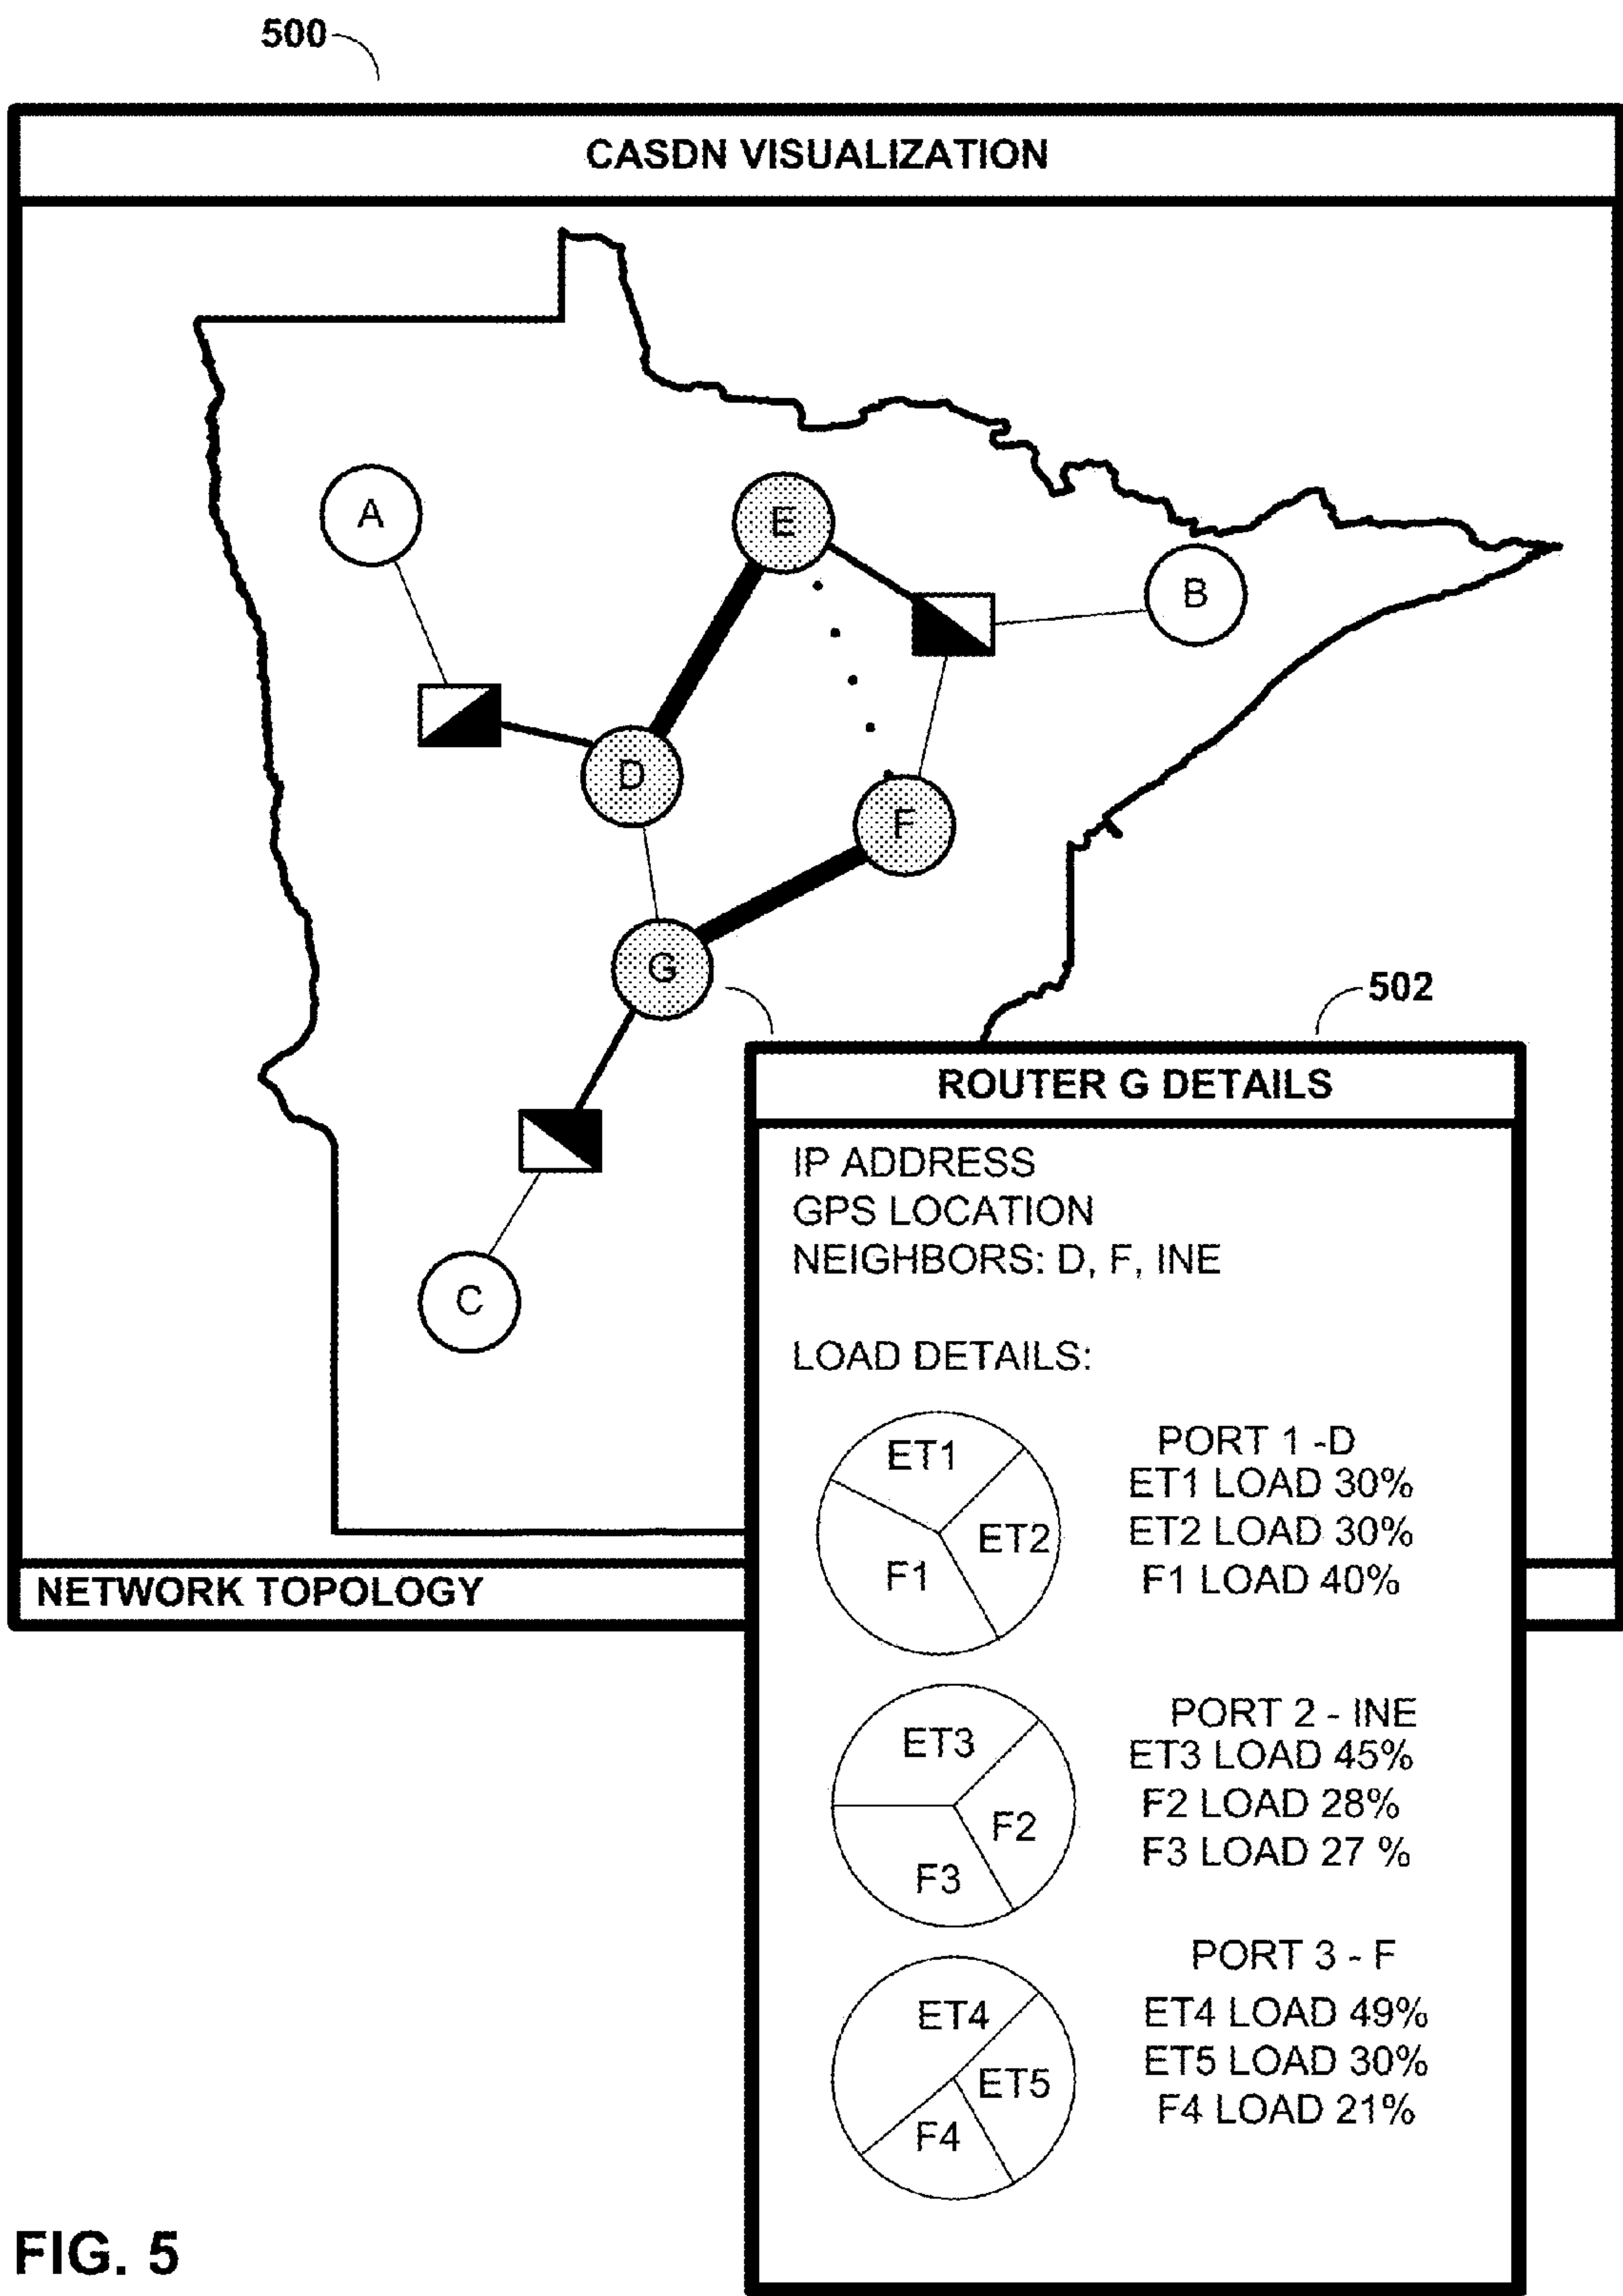 500
CASDN VISUALIZATION
A
E
B
D
F
G
C
502
ROUTER G DETAILS
IP ADDRESS
GPS LOCATION
NEIGHBORS: D, F, INE
LOAD DETAILS:
ET1
ET2
F1
PORT 1 -D
ET1 LOAD 30%
ET2 LOAD 30%
F1 LOAD 40%
NETWORK TOPOLOGY
ET3
F2
F3
PORT 2 - INE
ET3 LOAD 45%
F2 LOAD 28%
F3 LOAD 27 %
ET4
ET5
F4
PORT 3 - F
ET4 LOAD 49%
ET5 LOAD 30%
F4 LOAD 21%
FIG. 5